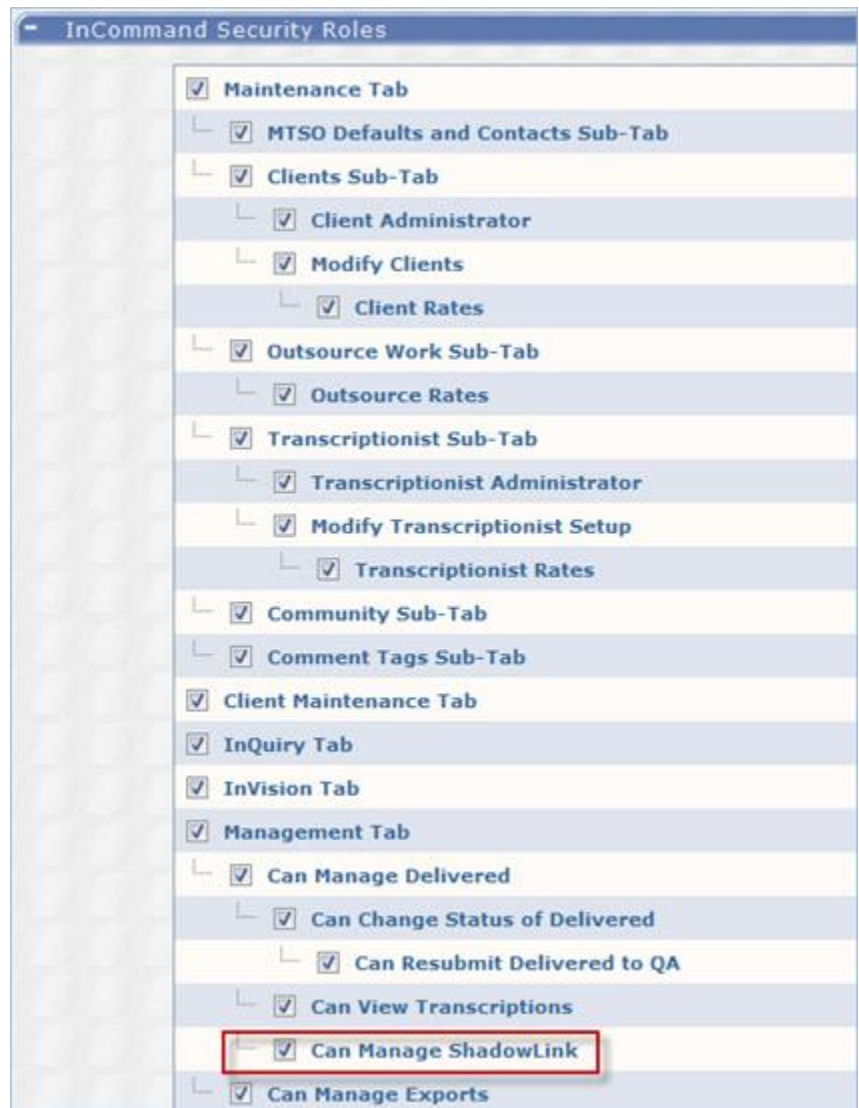 InCommand Security Roles
Maintenance Tab
MTSO Defaults and Contacts Sub-Tab
Clients Sub-Tab
Client Administrator
Modify Clients
Client Rates
Outsource Work Sub-Tab
Outsource Rates
Transcriptionist Sub-Tab
Transcriptionist Administrator
Modify Transcriptionist Setup
Transcriptionist Rates
Community Sub-Tab
Comment Tags Sub-Tab
Client Maintenance Tab
InQuiry Tab
InVision Tab
Management Tab
Can Manage Delivered
Can Change Status of Delivered
Can Resubmit Delivered to QA
Can View Transcriptions
Can Manage ShadowLink
Can Manage Exports